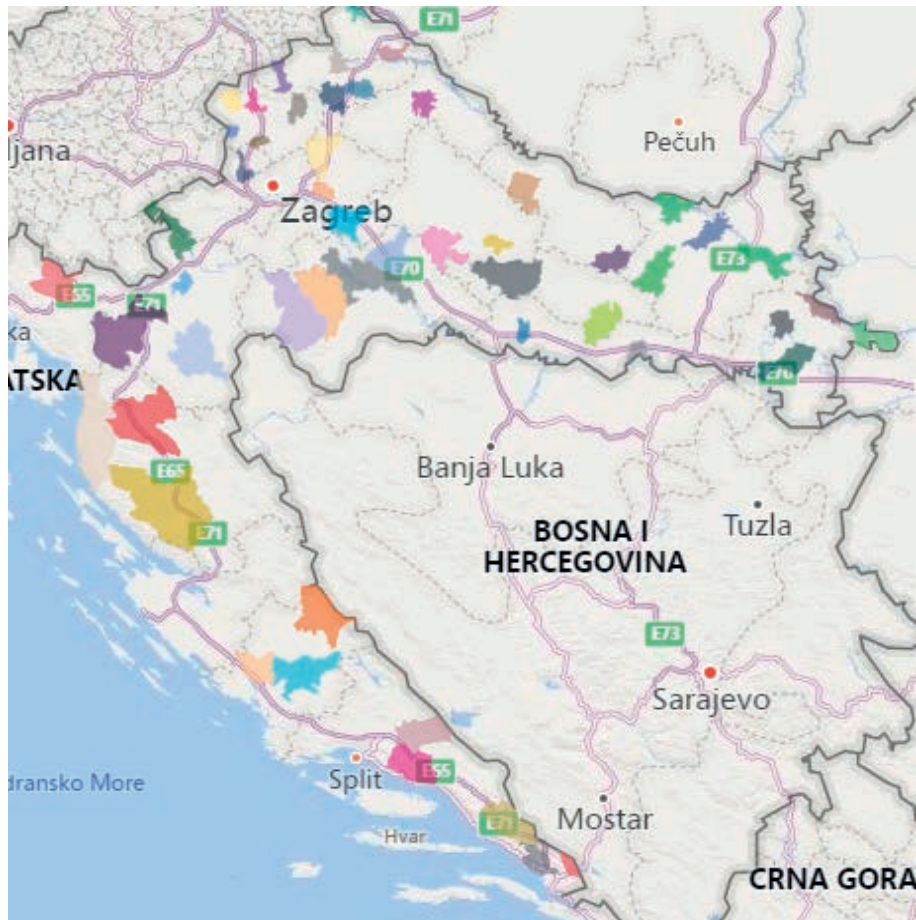 E71
Pečuh
ljana
Zagreb
E70
E73
E65
E71
ka
ATSKA
E70
Banja Luka
E65
E71
BOSNA I
HERCEGOVINA
Tuzla
E73
Sarajevo
dransko More
Split
E65
Mostar
E71
Hvar
CRNA GORA